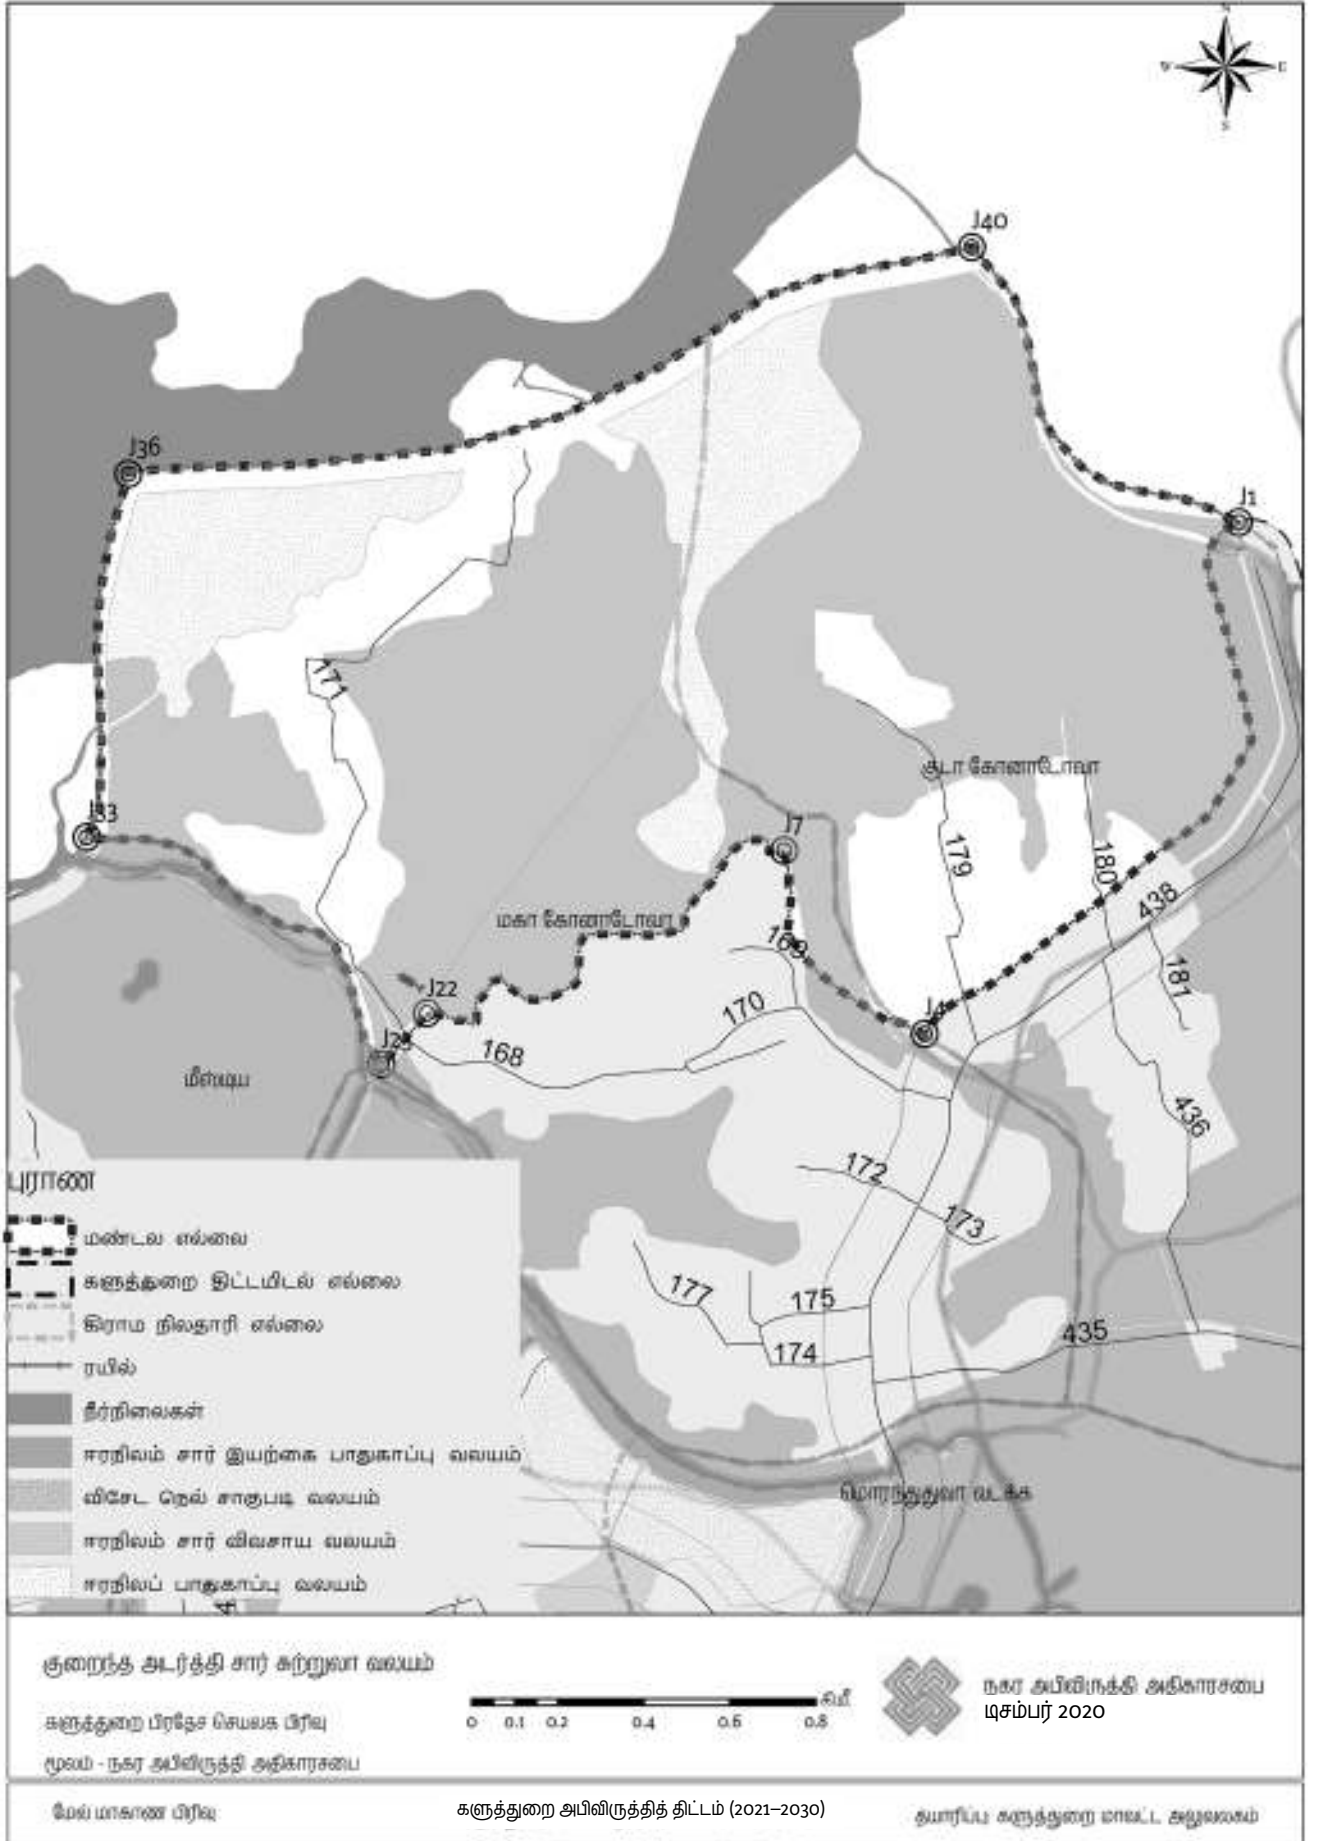 N
W E
S
J40
J36
J1
171
J33
குடா கோனாடோவா
J7
179
180
438
மகா கோனாடோவா
169
181
J22
170
J4
168
மீஸ்டிய
436
172
173
177
175
174
435
மொரந்துதுவா வடக்க
புராண
மண்டல எல்லை
களுத்துறை திட்டமிடல் எல்லை
கிராம நிலதாரி எல்லை
ரயில்
நீர்நிலைகள்
ஈரநிலம் சார் இயற்கை பாதுகாப்பு வலயம்
விசேட நெல் சாகுபடி வலயம்
ஈரநிலம் சார் விவசாய வலயம்
ஈரநிலப் பாதுகாப்பு வலயம்
குறைந்த அடர்த்தி சார் சுற்றுலா வலயம்
களுத்துறை பிரதேச செயலக பிரிவு
மூலம் - நகர அபிவிருத்தி அதிகாரசபை
கி.மீ
0 0.1 0.2 0.4 0.6 0.8
நகர அபிவிருத்தி அதிகாரசபை
டிசம்பர் 2020
மேல் மாகாண பிரிவு
களுத்துறை அபிவிருத்தித் திட்டம் (2021–2030)
தயாரிப்பு களுத்துறை மாவட்ட அலுவலகம்